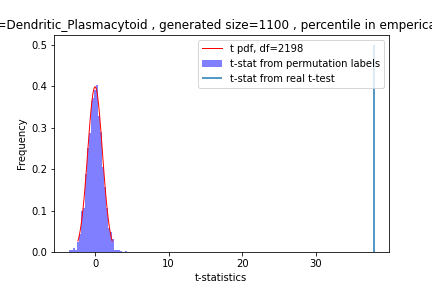 =Dendritic_Plasmacytoid , generated size=1100 , percentile in emperica
0.5
0.4
0.3
0.2
0.1
0.0
Frequency
t pdf, df=2198
t-stat from permutation labels
t-stat from real t-test
0 10 20 30
t-statistics